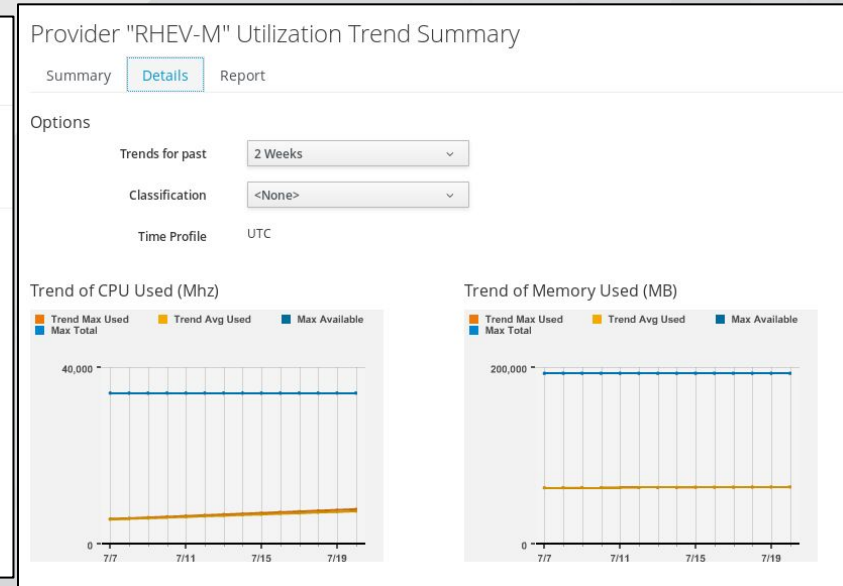 Provider "RHEV-M" Utilization Trend Summary
Summary Details Report
Options
Trends for past 2 Weeks
Classification <None>
Time Profile UTC
Trend of CPU Used (Mhz)
Trend Max Used Trend Avg Used Max Available
Max Total
40,000
0
7/7 7/11 7/15 7/19
Trend of Memory Used (MB)
Trend Max Used Trend Avg Used Max Available
Max Total
200,000
0
7/7 7/11 7/15 7/19